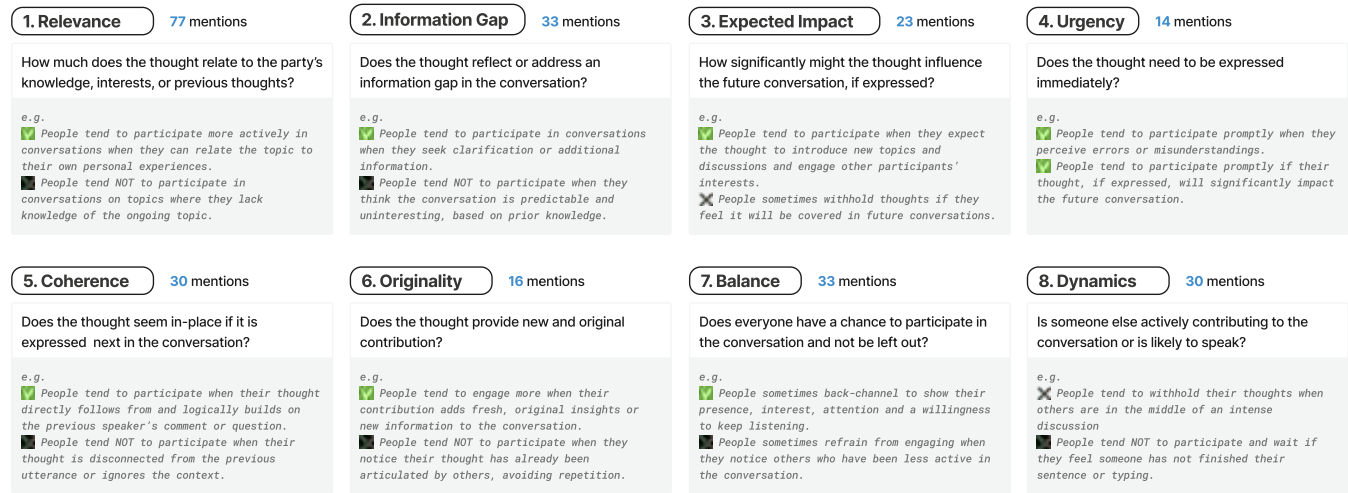 1. Relevance 77 mentions
How much does the thought relate to the party's
knowledge, interests, or previous thoughts?
e.g.
✅ People tend to participate more actively in
conversations when they can relate the topic to
their own personal experiences.
People tend NOT to participate in
conversations on topics where they lack
knowledge of the ongoing topic.
2. Information Gap 33 mentions
Does the thought reflect or address an
information gap in the conversation?
e.g.
✅ People tend to participate in conversations
when they seek clarification or additional
information.
People tend NOT to participate when they
think the conversation is predictable and
uninteresting, based on prior knowledge.
3. Expected Impact 23 mentions
How significantly might the thought influence
the future conversation, if expressed?
e.g.
✅ People tend to participate when they expect
the thought to introduce new topics and
discussions and engage other participants'
interests.
❌ People sometimes withhold thoughts if they
feel it will be covered in future conversations.
4. Urgency 14 mentions
Does the thought need to be expressed
immediately?
e.g.
✅ People tend to participate promptly when they
perceive errors or misunderstandings.
✅ People tend to participate promptly if their
thought, if expressed, will significantly impact
the future conversation.
5. Coherence 30 mentions
Does the thought seem in-place if it is
expressed next in the conversation?
e.g.
✅ People tend to participate when their thought
directly follows from and logically builds on
the previous speaker's comment or question.
People tend NOT to participate when their
thought is disconnected from the previous
utterance or ignores the context.
6. Originality 16 mentions
Does the thought provide new and original
contribution?
e.g.
✅ People tend to engage more when their
contribution adds fresh, original insights or
new information to the conversation.
People tend NOT to participate when they
notice their thought has already been
articulated by others, avoiding repetition.
7. Balance 33 mentions
Does everyone have a chance to participate in
the conversation and not be left out?
e.g.
✅ People sometimes back-channel to show their
presence, interest, attention and a willingness
to keep listening.
People sometimes refrain from engaging when
they notice others who have been less active in
the conversation.
8. Dynamics 30 mentions
Is someone else actively contributing to the
conversation or is likely to speak?
e.g.
❌ People tend to withhold their thoughts when
others are in the middle of an intense
discussion
People tend NOT to participate and wait if
they feel someone has not finished their
sentence or typing.